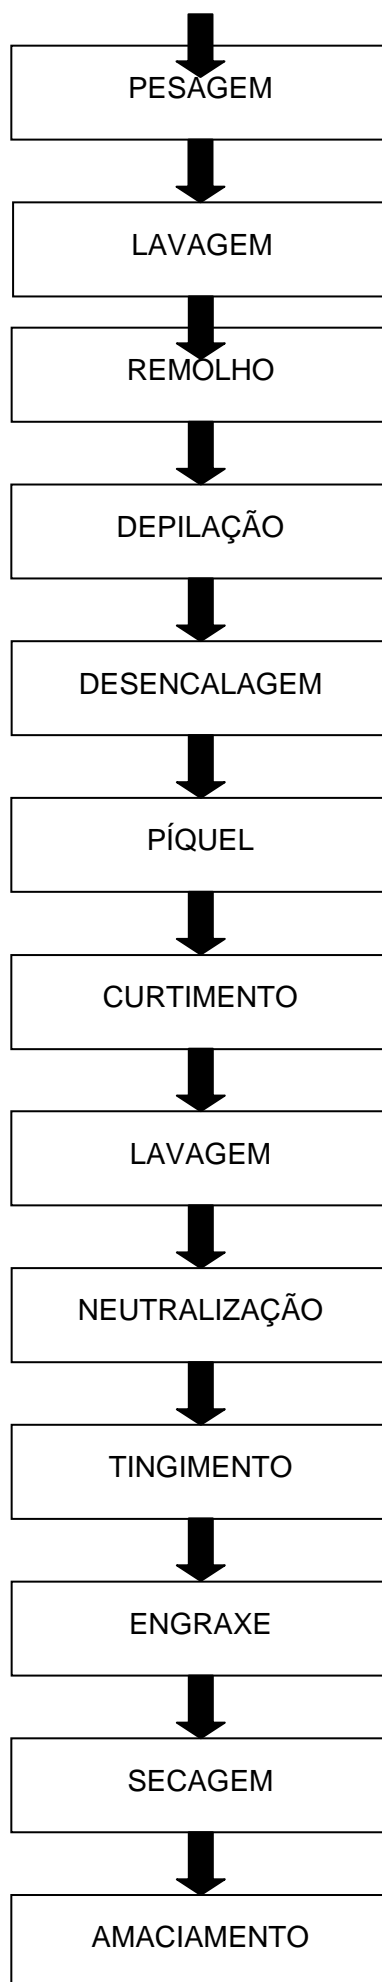 PESAGEM
LAVAGEM
REMOLHO
DEPILAÇÃO
DESENCALAGEM
PÍQUEL
CURTIMENTO
LAVAGEM
NEUTRALIZAÇÃO
TINGIMENTO
ENGRAXE
SECAGEM
AMACIAMENTO